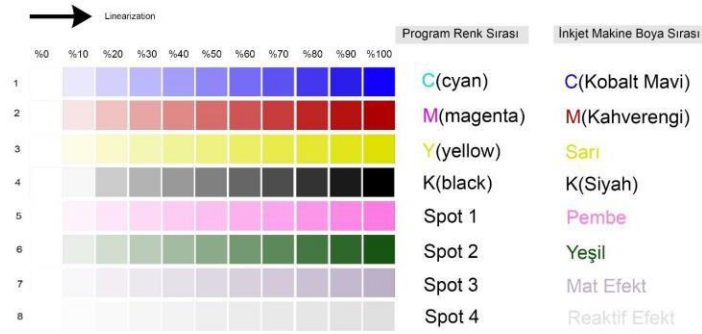 Linearization
Program Renk Sırası
İnkjet Makine Boya Sırası
%0 %10 %20 %30 %40 %50 %60 %70 %80 %90 %100
1 C(cyan) C(Kobalt Mavi)
2 M(magenta) M(Kahverengi)
3 Y(yellow) Sarı
4 K(black) K(Siyah)
5 Spot 1 Pembe
6 Spot 2 Yeşil
7 Spot 3 Mat Efekt
8 Spot 4 Reaktif Efekt